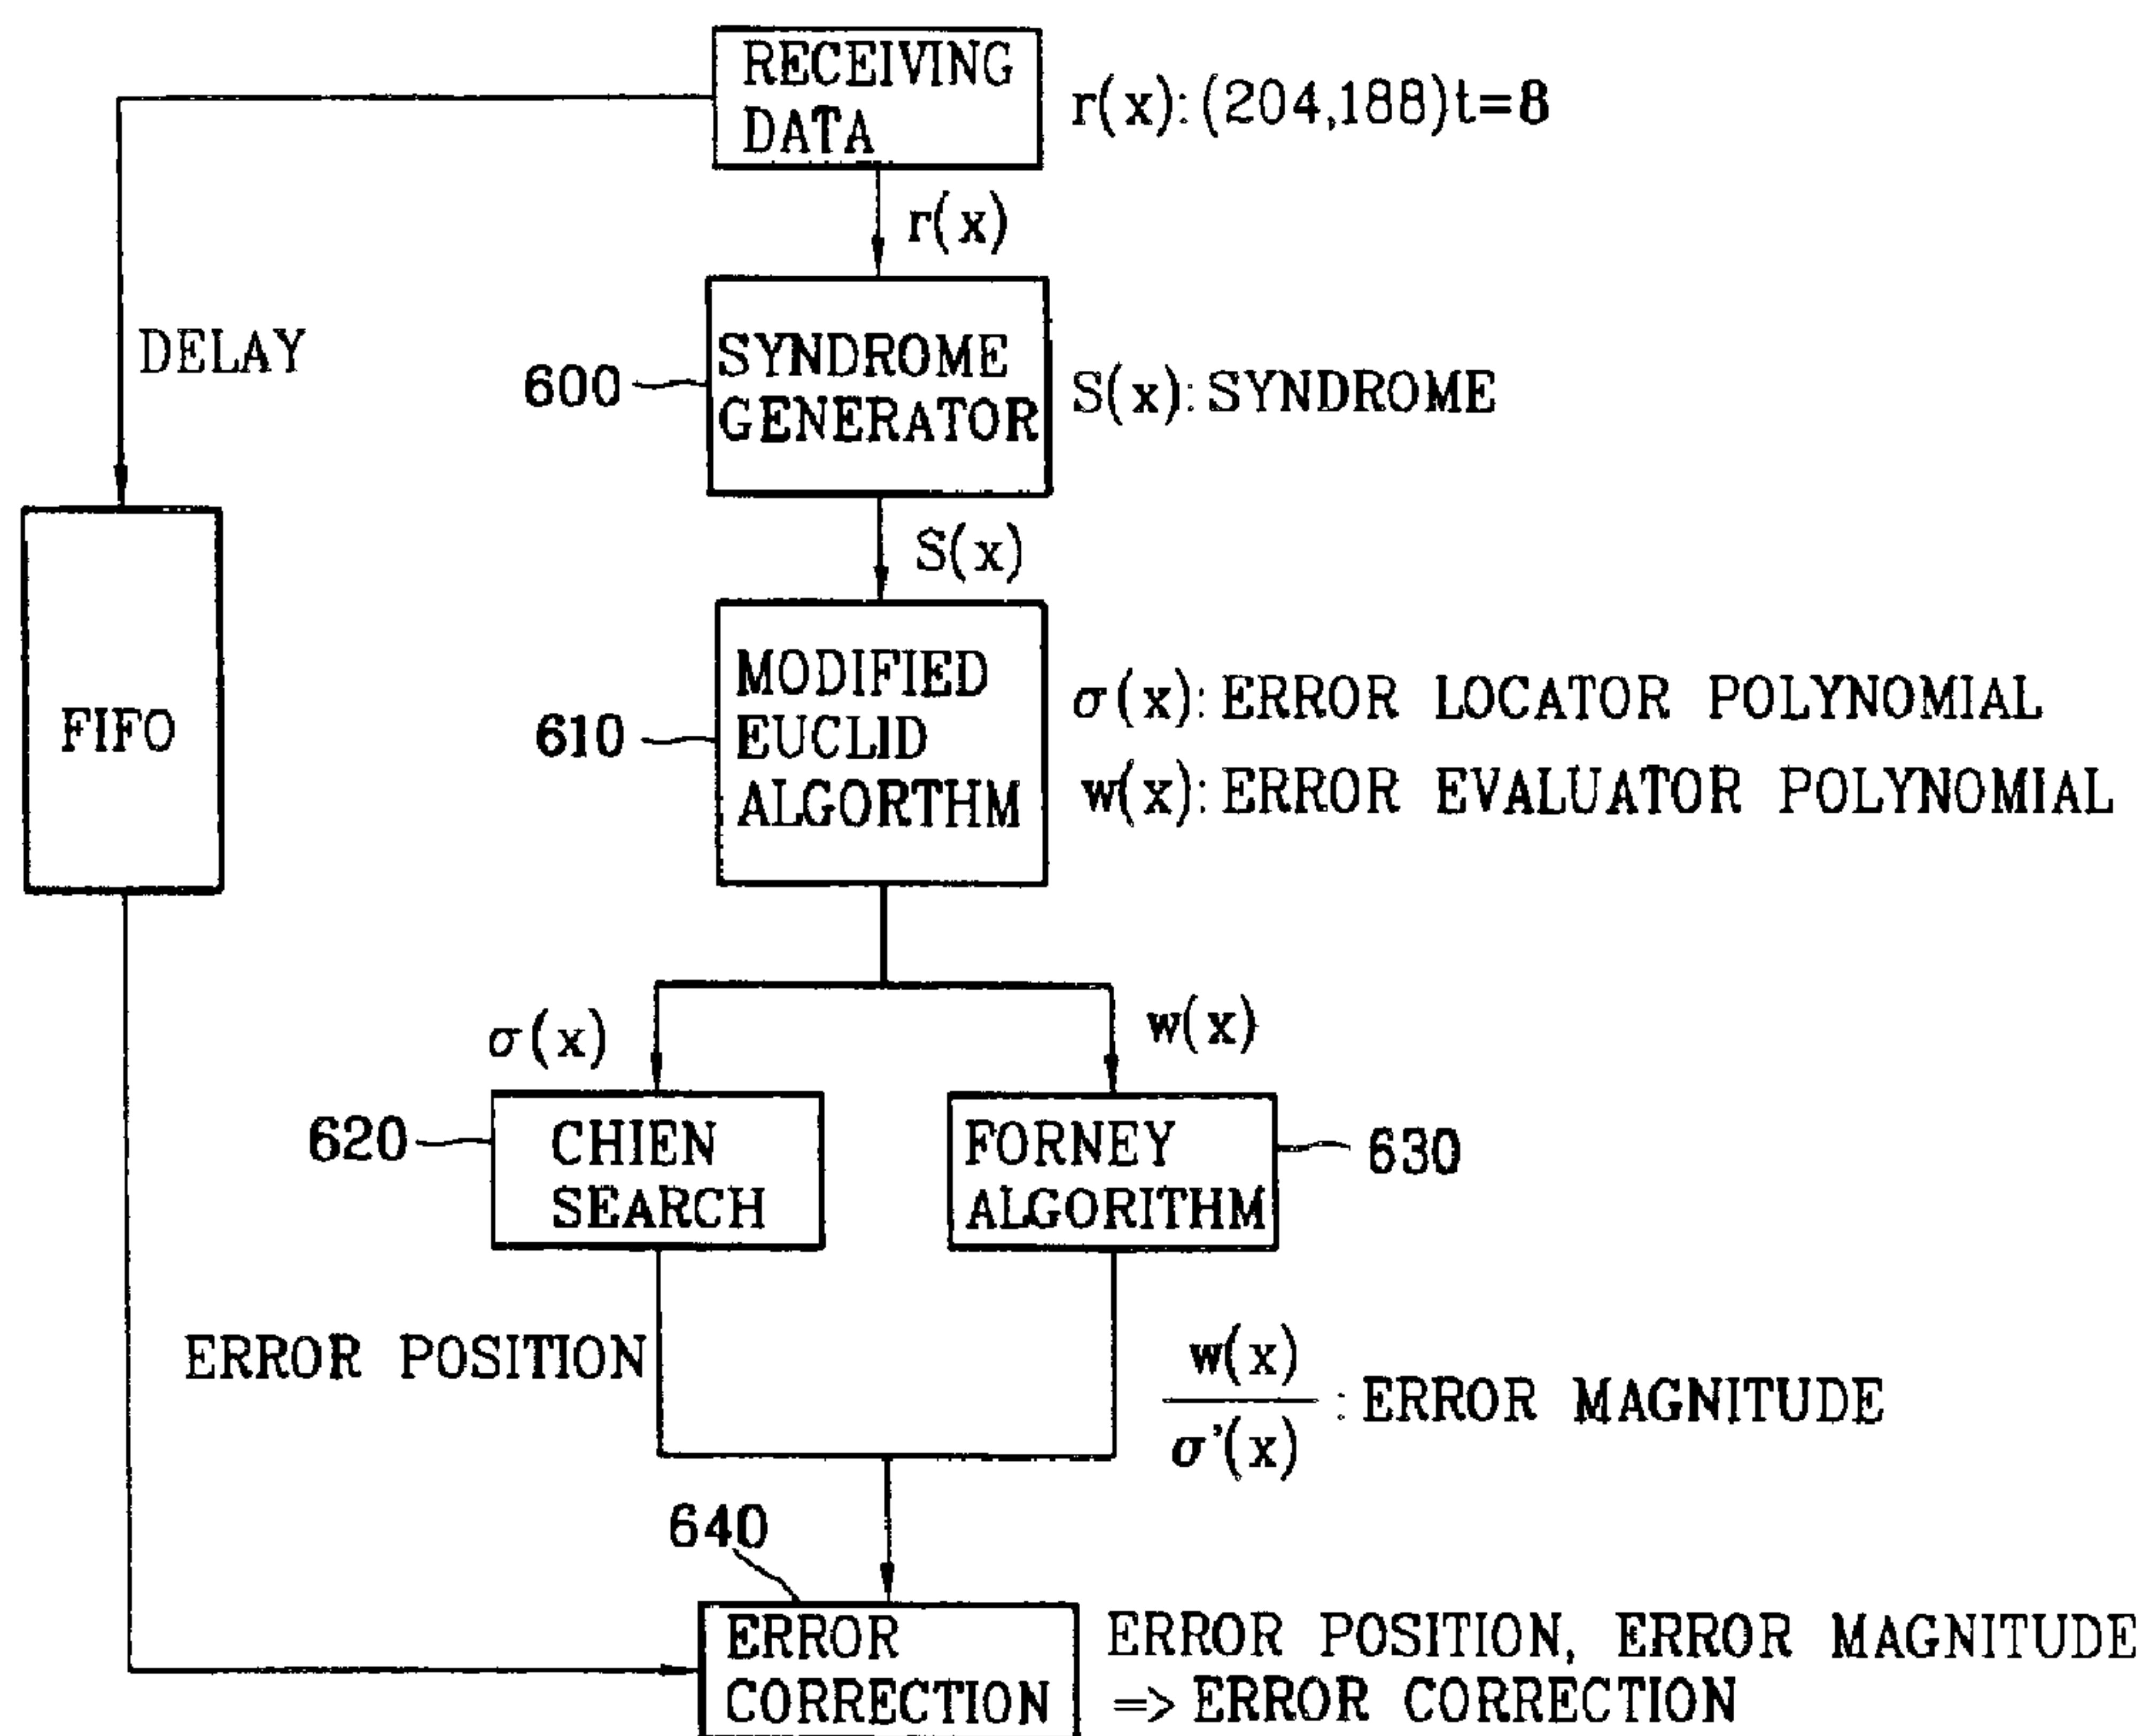 RECEIVING
DATA
r(x): (204,188)t=8
r(x)
DELAY
600
SYNDROME
GENERATOR
S(x): SYNDROME
S(x)
FIFO
610
MODIFIED
EUCLID
ALGORTHM
σ(x): ERROR LOCATOR POLYNOMIAL
w(x): ERROR EVALUATOR POLYNOMIAL
σ(x)
w(x)
620
CHIEN
SEARCH
FORNEY
ALGORITHM
630
ERROR POSITION
w(x)
σ'(x)
: ERROR MAGNITUDE
640
ERROR
CORRECTION
ERROR POSITION, ERROR MAGNITUDE
=> ERROR CORRECTION